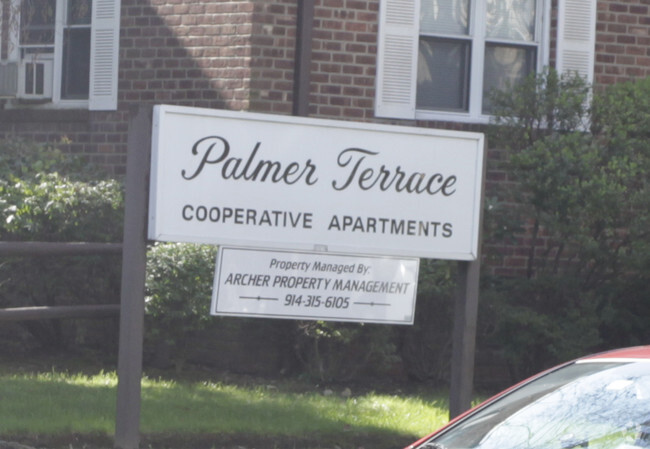 Palmer Terrace
COOPERATIVE APARTMENTS
Property Managed By:
ARCHER PROPERTY MANAGEMENT
914-315-6105